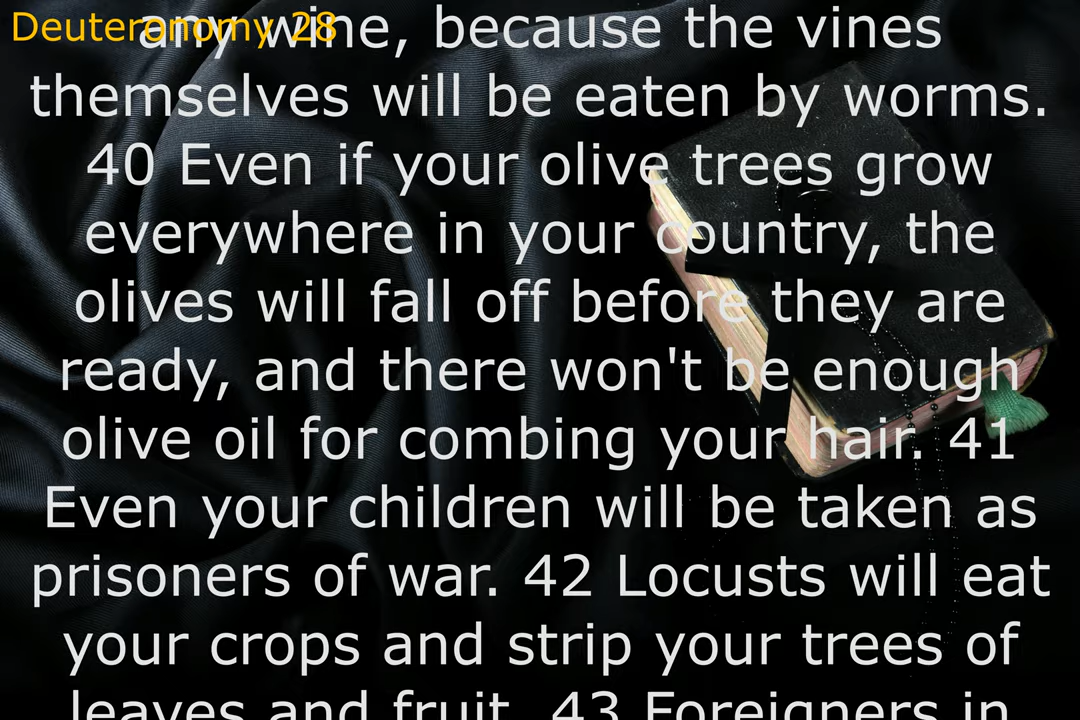 Deuteronomy 28
any wine, because the vines
themselves will be eaten by worms.
40 Even if your olive trees grow
everywhere in your country, the
olives will fall off before they are
ready, and there won't be enough
olive oil for combing your hair. 41
Even your children will be taken as
prisoners of war. 42 Locusts will eat
your crops and strip your trees of
leaves and fruit. 43 Foreigners in